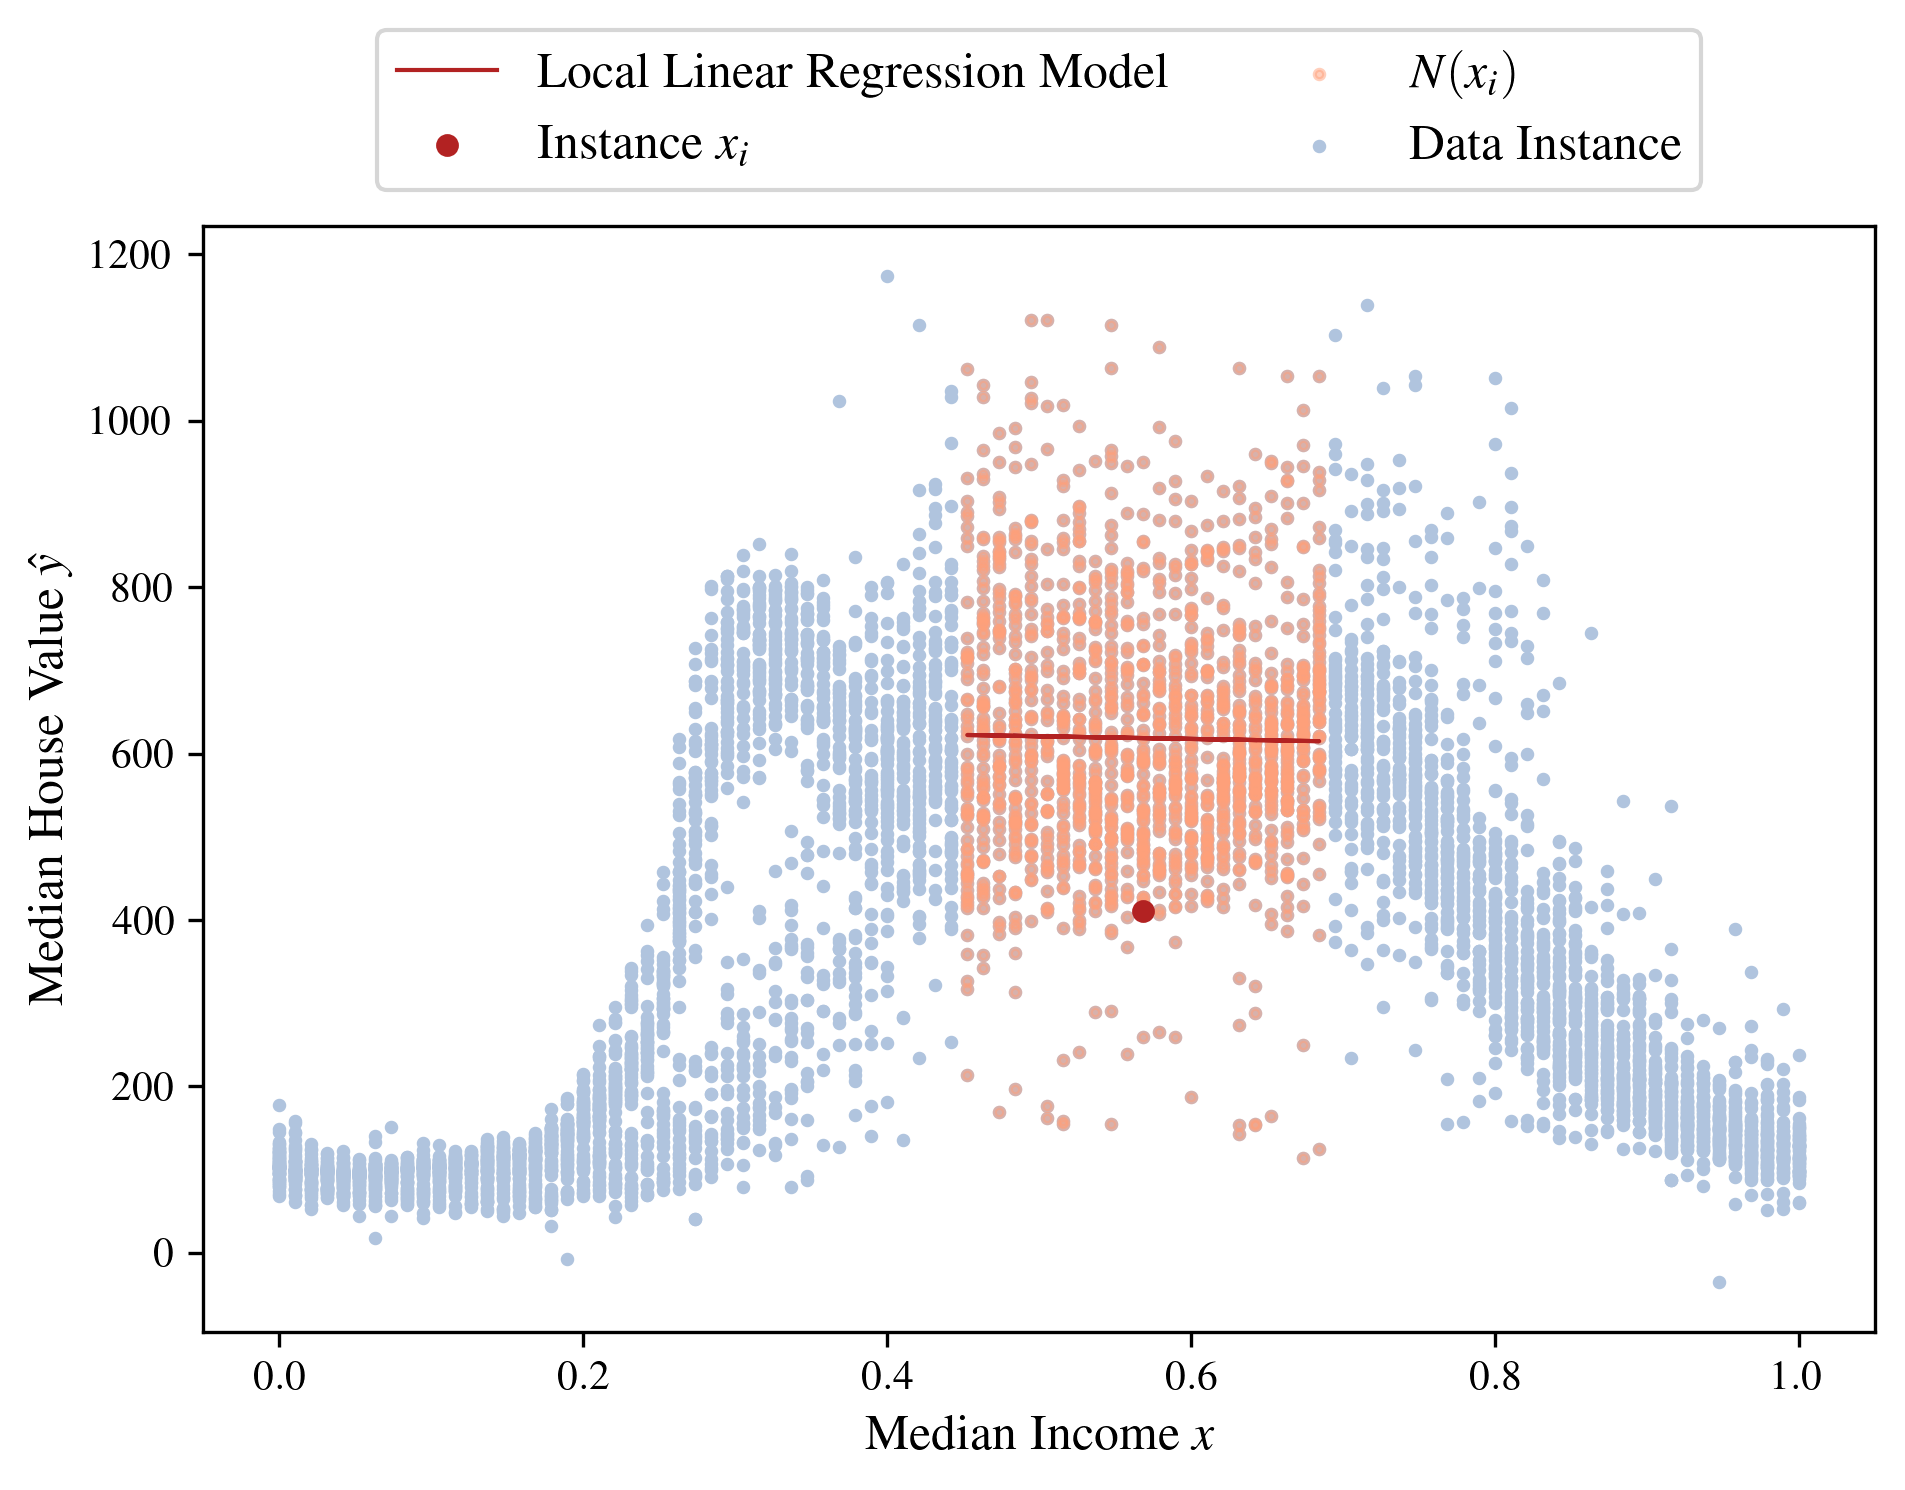 Local Linear Regression Model
Instance xᵢ
N(xᵢ)
Data Instance
1200
1000
800
600
400
200
0
Median House Value ŷ
0.0 0.2 0.4 0.6 0.8 1.0
Median Income x